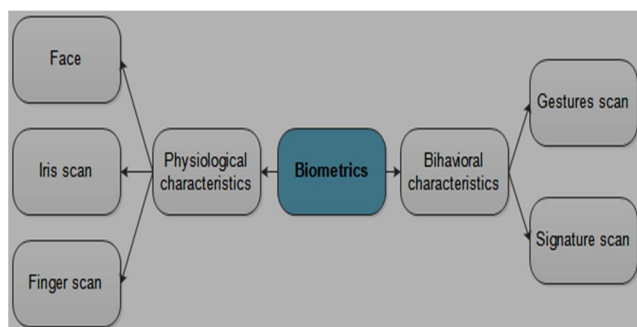 Face
Iris scan
Finger scan
Physiological
characteristics
Biometrics
Bihavioral
characteristics
Gestures scan
Signature scan